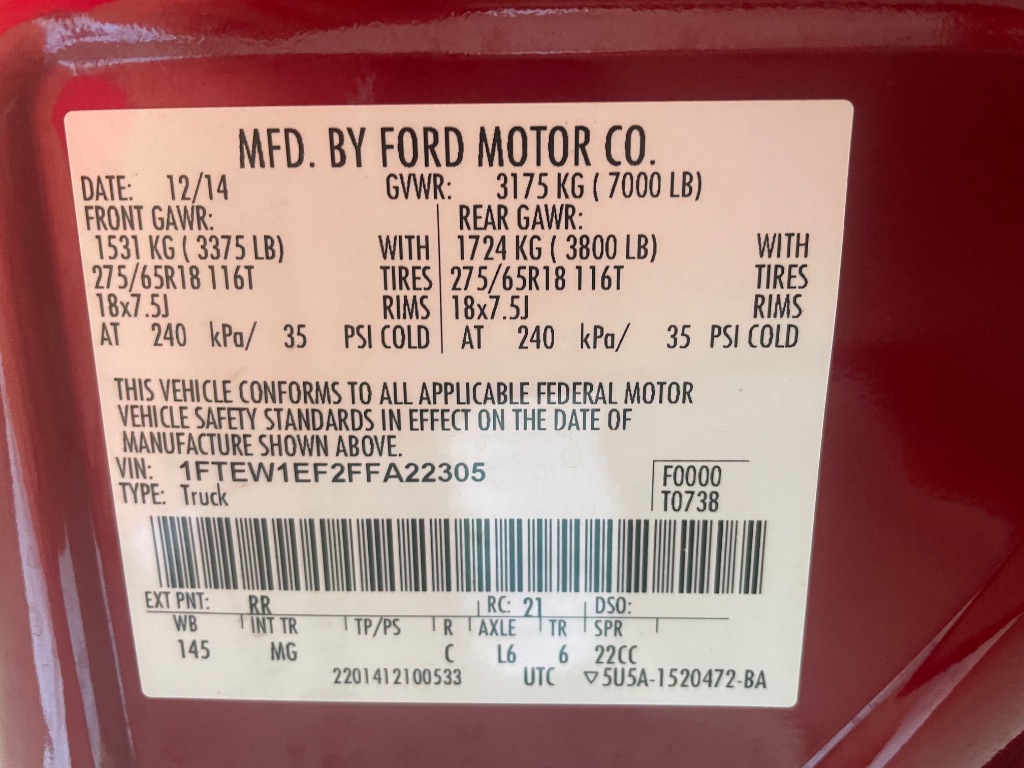 MFD. BY FORD MOTOR CO.
DATE: 12/14 GVWR: 3175 KG ( 7000 LB)
FRONT GAWR: REAR GAWR:
1531 KG ( 3375 LB) WITH 1724 KG ( 3800 LB) WITH
275/65R18 116T TIRES 275/65R18 116T TIRES
18x7.5J RIMS 18x7.5J RIMS
AT 240 kPa/ 35 PSI COLD AT 240 kPa/ 35 PSI COLD
THIS VEHICLE CONFORMS TO ALL APPLICABLE FEDERAL MOTOR
VEHICLE SAFETY STANDARDS IN EFFECT ON THE DATE OF
MANUFACTURE SHOWN ABOVE.
VIN: 1FTEW1EF2FFA22305 F0000
TYPE: Truck T0738
EXT PNT: RR RC: 21 DSO:
WB INT TR TP/PS R AXLE TR SPR
145 MG C L6 6 22CC
2201412100533 UTC ▽5U5A-1520472-BA